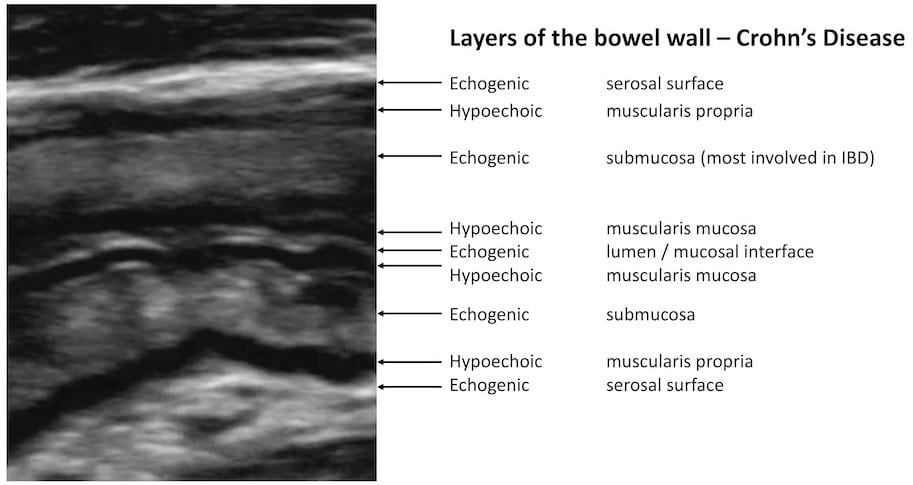 Layers of the bowel wall – Crohn's Disease
Echogenic serosal surface
Hypoechoic muscularis propria
Echogenic submucosa (most involved in IBD)
Hypoechoic muscularis mucosa
Echogenic lumen / mucosal interface
Hypoechoic muscularis mucosa
Echogenic submucosa
Hypoechoic muscularis propria
Echogenic serosal surface